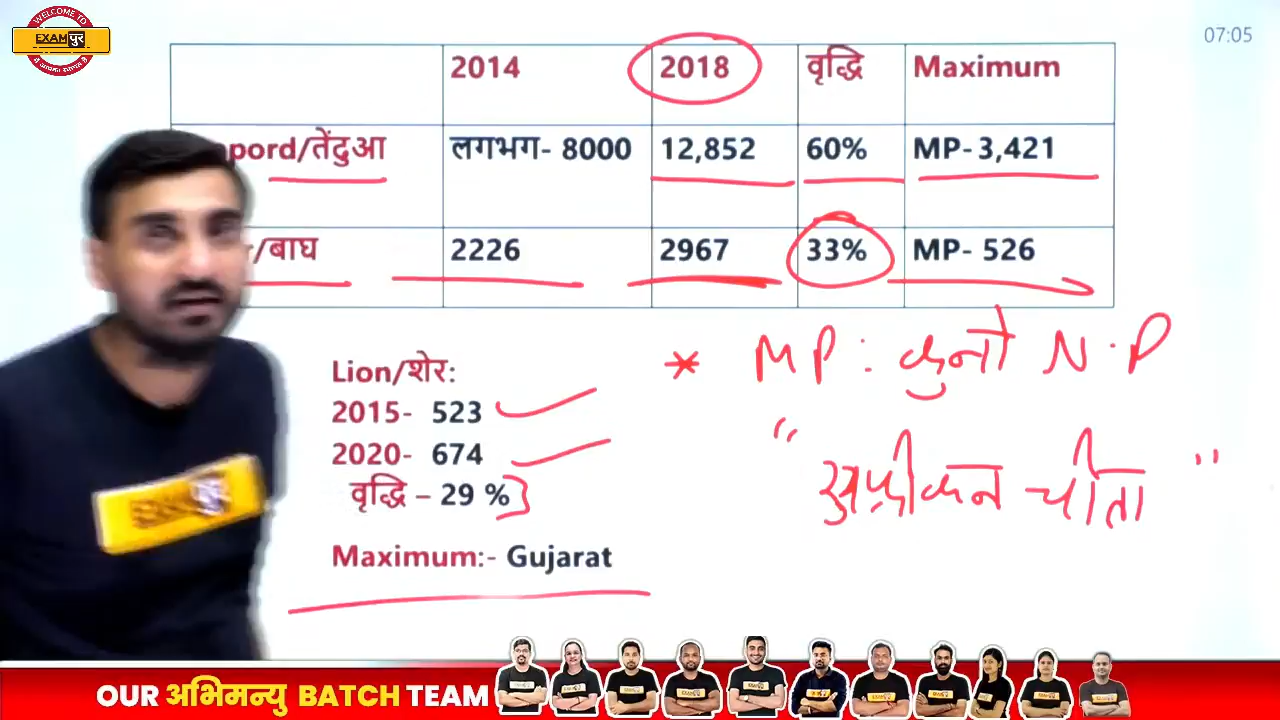 WELCOME TO
EXAMपुर
07:05
2014 2018 वृद्धि Maximum
pord/तेंदुआ लगभग- 8000 12,852 60% MP- 3,421
/बाघ 2226 2967 33% MP- 526
Lion/शेर:
2015- 523
2020- 674
वृद्धि – 29 %
Maximum:- Gujarat
* MP: कुनो N.P
" अफ्रीकन चीता "
EXAMपुर
OUR अभिमन्यु BATCH TEAM